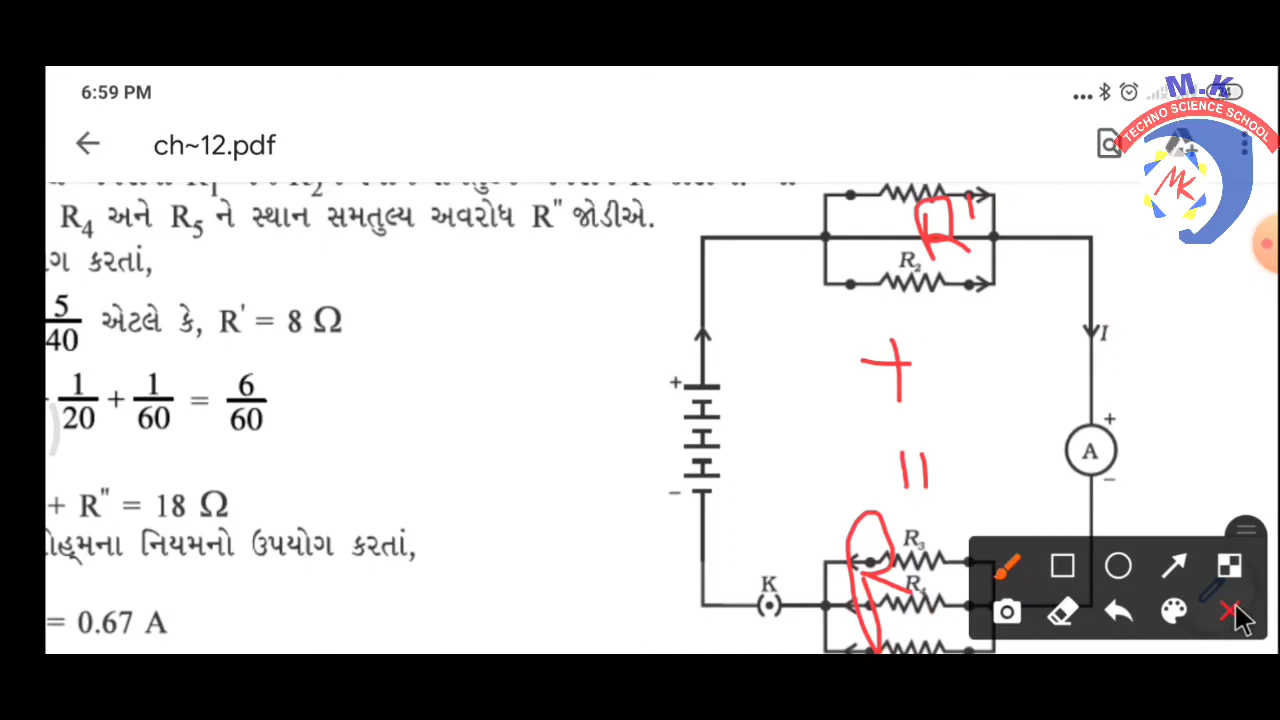 6:59 PM
M.K
TECHNO SCIENCE SCHOOL
MK
ch~12.pdf
R₄ અને R₅ ને સ્થાન સમતુલ્ય અવરોધ R" જોડીએ.
કરતાં,
5/40 એટલે કે, R' = 8 Ω
1/20 + 1/60 = 6/60
+ R" = 18 Ω
નિયમનો ઉપયોગ કરતાં,
= 0.67 A
R'
R₂
I
+
+
=
+
A
−
−
R
R₃
R₄
K